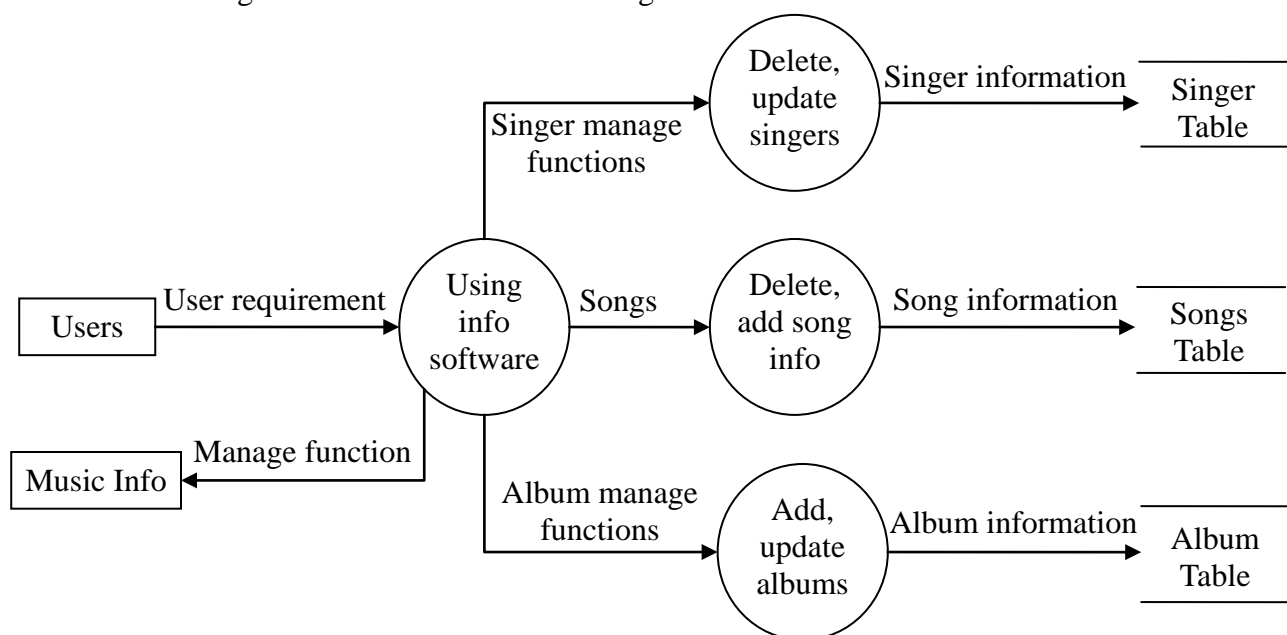 Delete,
update
singers
Singer information
Singer
Table
Singer manage
functions
Users
User requirement
Using
info
software
Songs
Delete,
add song
info
Song information
Songs
Table
Music Info
Manage function
Album manage
functions
Add,
update
albums
Album information
Album
Table